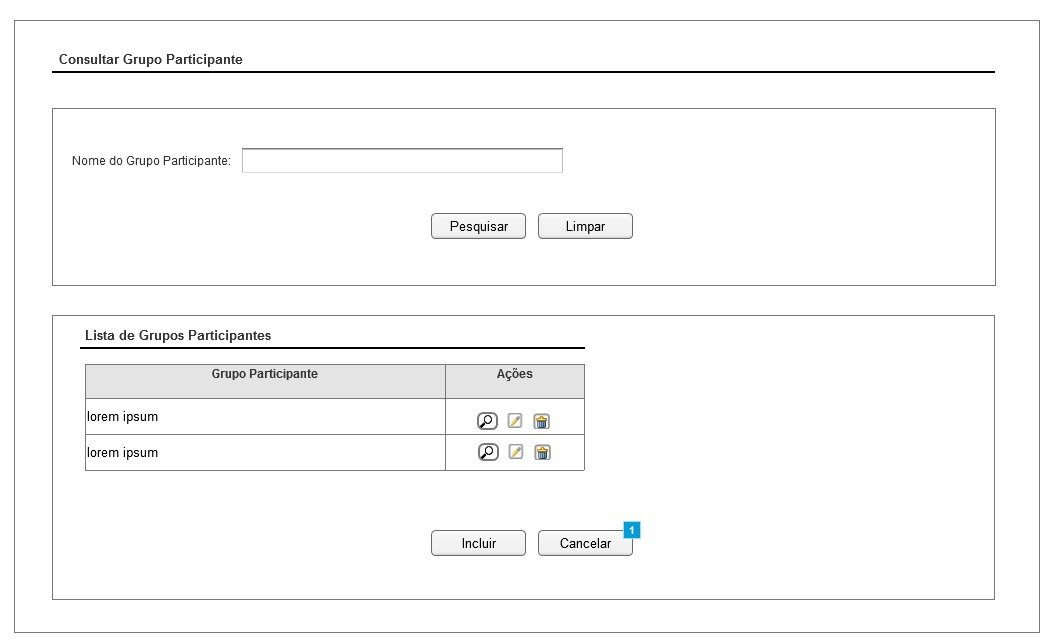 Consultar Grupo Participante
Nome do Grupo Participante:
Pesquisar Limpar
Lista de Grupos Participantes
Grupo Participante Ações
lorem ipsum
lorem ipsum
1
Incluir Cancelar